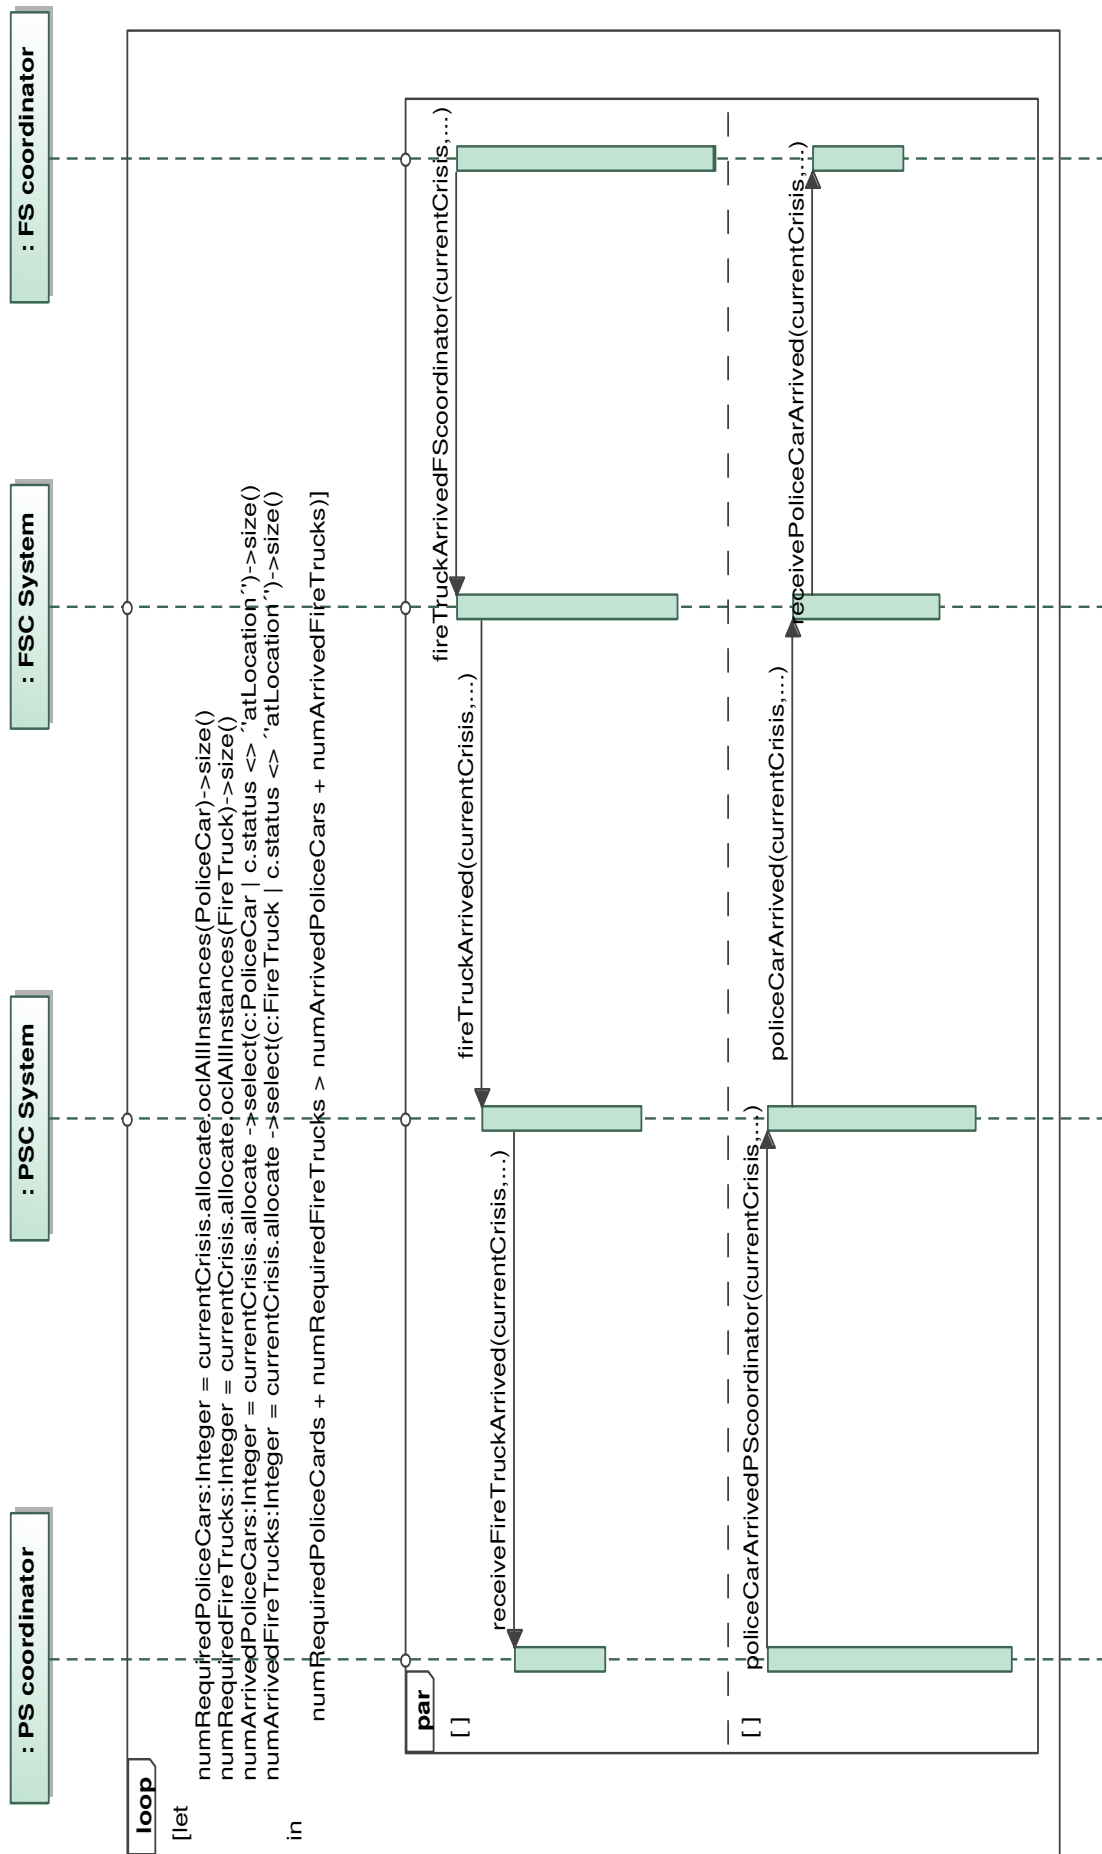 : PS coordinator
: PSC System
: FSC System
: FS coordinator
loop
[let
numRequiredPoliceCars:Integer = currentCrisis.allocate.oclAllInstances(PoliceCar)->size()
numRequiredFireTrucks:Integer = currentCrisis.allocate.oclAllInstances(FireTruck)->size()
numArrivedPoliceCars:Integer = currentCrisis.allocate ->select(c:PoliceCar | c.status <> ´'atLocation´')->size()
numArrivedFireTrucks:Integer = currentCrisis.allocate ->select(c:FireTruck | c.status <> ´'atLocation´')->size()
in
numRequiredPoliceCards + numRequiredFireTrucks > numArrivedPoliceCars + numArrivedFireTrucks)]
par
[ ]
fireTruckArrivedFScoordinator(currentCrisis,...)
fireTruckArrived(currentCrisis,...)
receiveFireTruckArrived(currentCrisis,...)
[ ]
policeCarArrivedPScoordinator(currentCrisis,...)
policeCarArrived(currentCrisis,...)
receivePoliceCarArrived(currentCrisis,...)